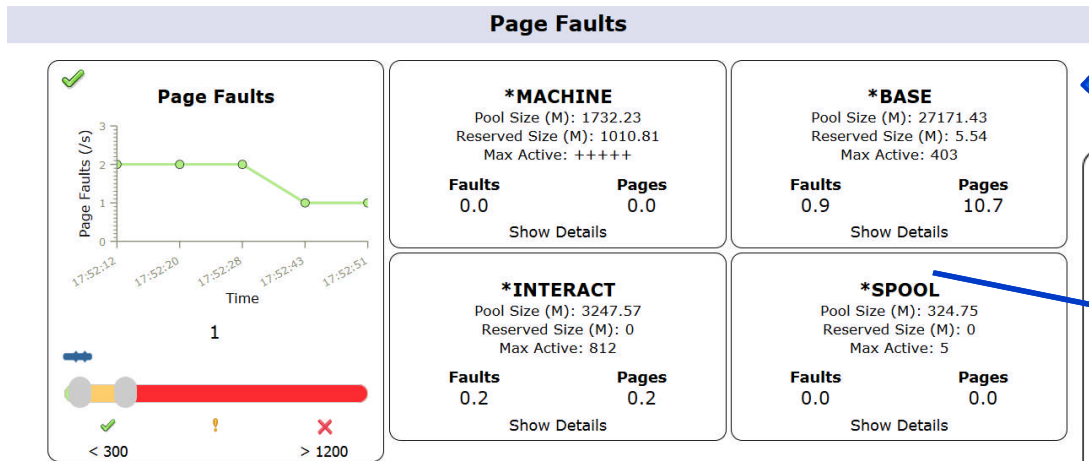 Page Faults
Page Faults
Page Faults (/s)
3
2
1
0
17:52:12
17:52:20
17:52:28
17:52:43
17:52:51
Time
1
< 300
> 1200
*MACHINE
Pool Size (M): 1732.23
Reserved Size (M): 1010.81
Max Active: +++++
Faults Pages
0.0 0.0
Show Details
*BASE
Pool Size (M): 27171.43
Reserved Size (M): 5.54
Max Active: 403
Faults Pages
0.9 10.7
Show Details
*INTERACT
Pool Size (M): 3247.57
Reserved Size (M): 0
Max Active: 812
Faults Pages
0.2 0.2
Show Details
*SPOOL
Pool Size (M): 324.75
Reserved Size (M): 0
Max Active: 5
Faults Pages
0.0 0.0
Show Details